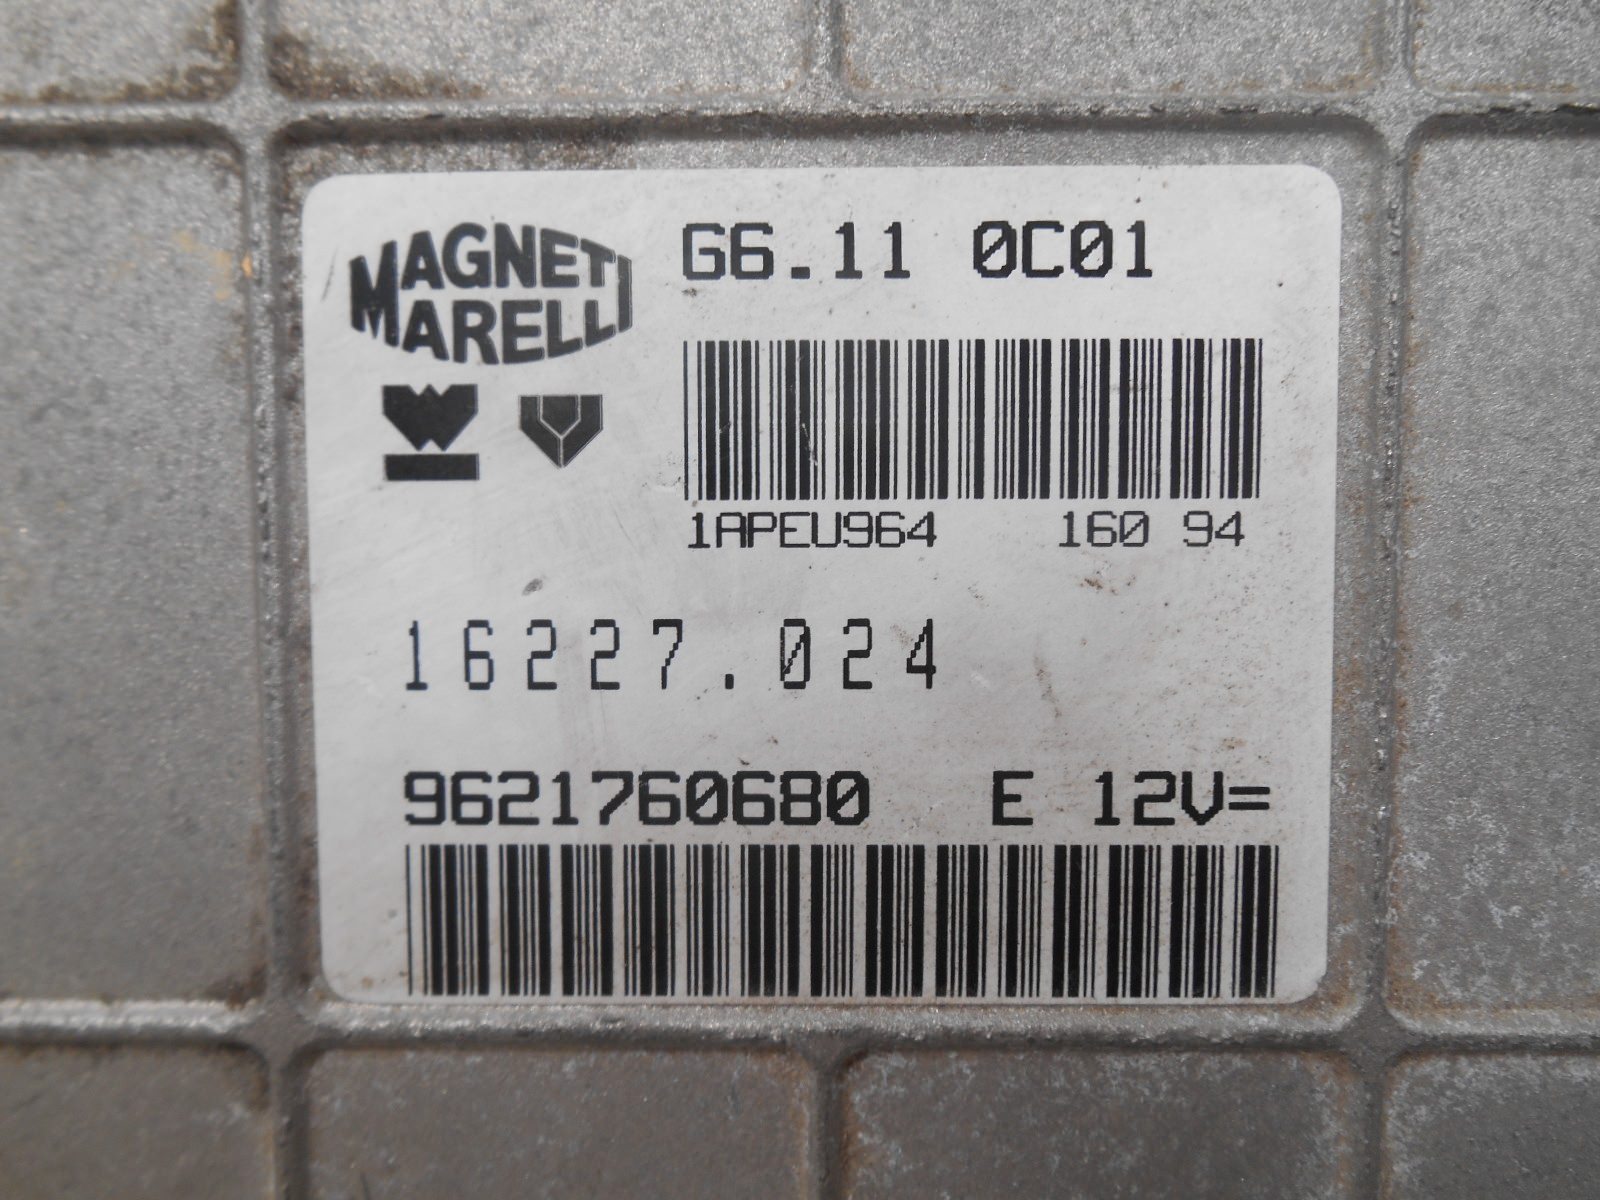 MAGNETI
MARELLI
G6.11 0C01
1APEU964 160 94
16227.024
9621760680 E 12V=